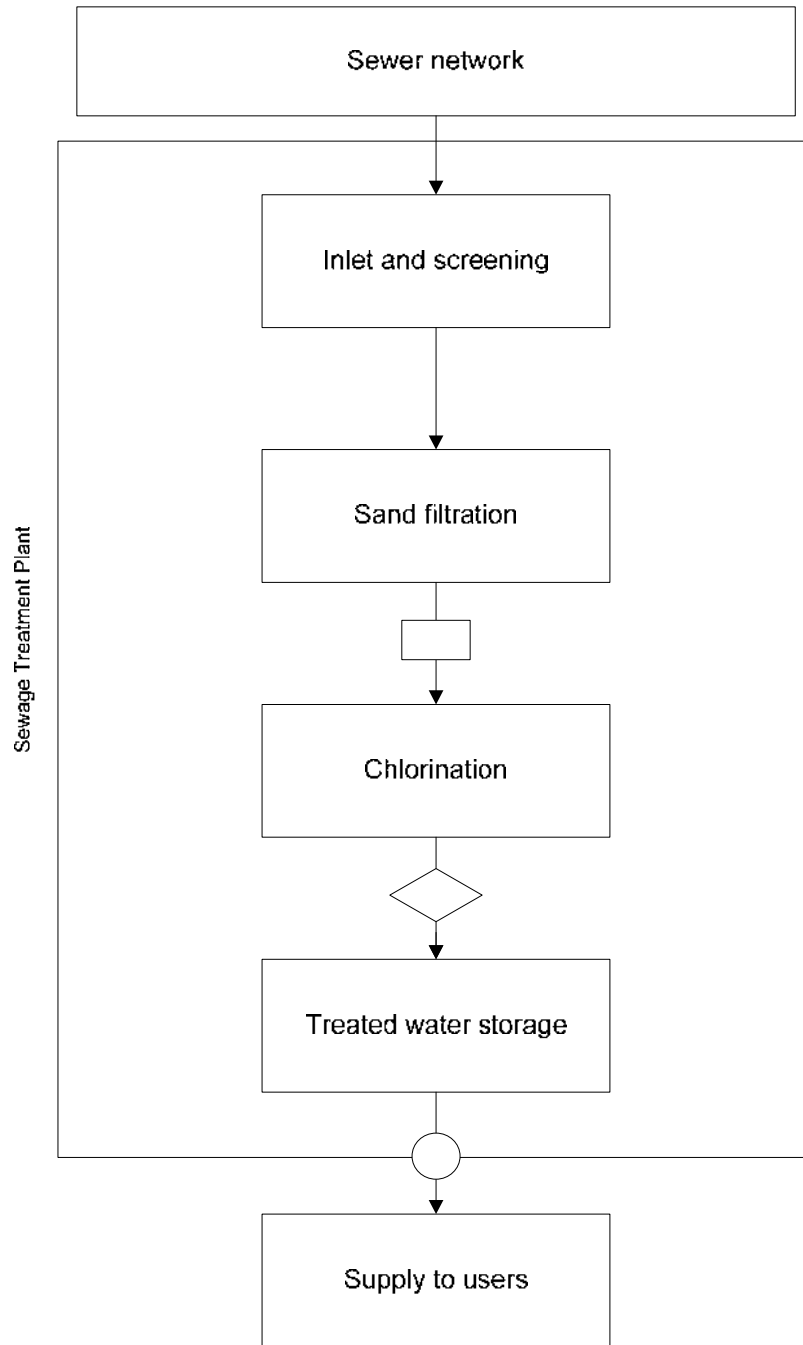 Sewer network
Inlet and screening
Sand filtration
Sewage Treatment Plant
Chlorination
Treated water storage
Supply to users